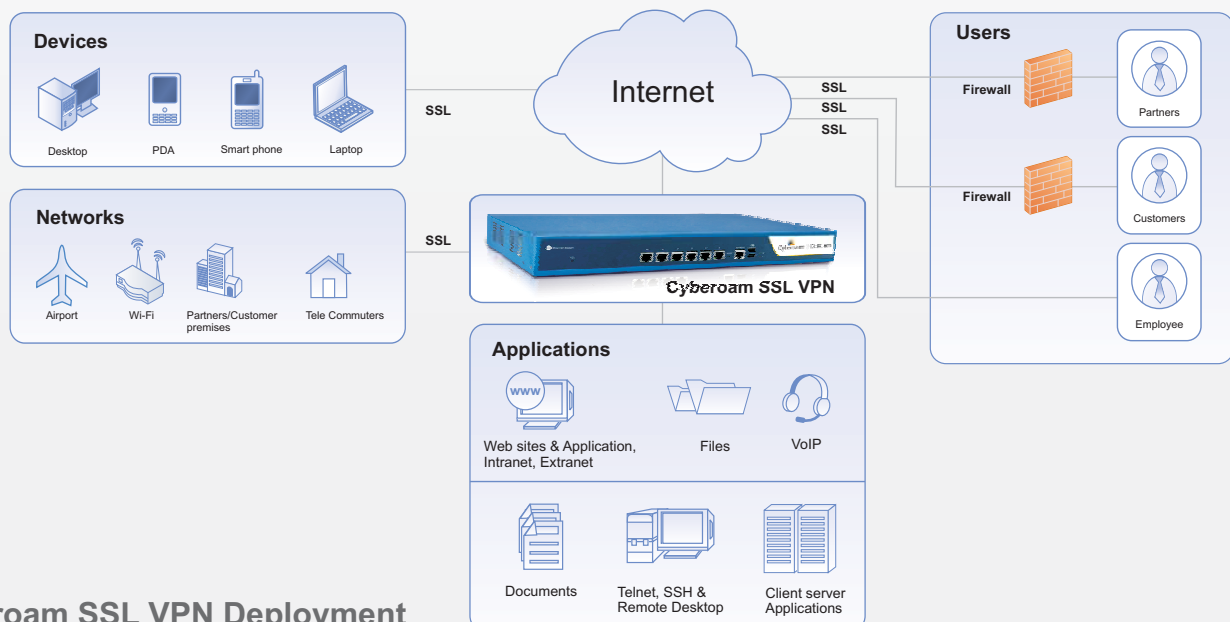 Devices
Desktop
PDA
Smart phone
Laptop
SSL
Internet
SSL
SSL
SSL
Users
Firewall
Partners
Firewall
Customers
Employee
Networks
Airport
Wi-Fi
Partners/Customer
premises
Tele Commuters
SSL
Cyberoam
Cyberoam SSL VPN
Applications
www
Web sites & Application,
Intranet, Extranet
Files
VoIP
Documents
Telnet, SSH &
Remote Desktop
Client server
Applications
SSL VPN Deployment